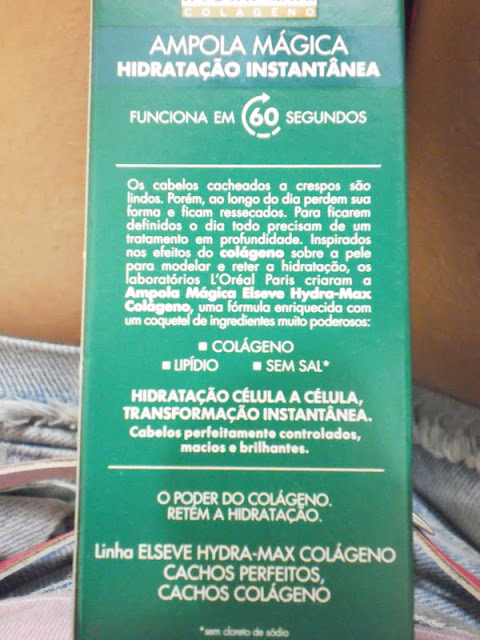 COLÁGENO
AMPOLA MÁGICA
HIDRATAÇÃO INSTANTÂNEA
FUNCIONA EM 60 SEGUNDOS
Os cabelos cacheados a crespos são
lindos. Porém, ao longo do dia perdem sua
forma e ficam ressecados. Para ficarem
definidos o dia todo precisam de um
tratamento em profundidade. Inspirados
nos efeitos do colágeno sobre a pele
para modelar e reter a hidratação, os
laboratórios L'Oréal Paris criaram a
Ampola Mágica Elseve Hydra-Max
Colágeno, uma fórmula enriquecida com
um coquetel de ingredientes muito poderosos:
■ COLÁGENO
■ LIPÍDIO ■ SEM SAL*
HIDRATAÇÃO CÉLULA A CÉLULA,
TRANSFORMAÇÃO INSTANTÂNEA.
Cabelos perfeitamente controlados,
macios e brilhantes.
O PODER DO COLÁGENO.
RETÉM A HIDRATAÇÃO.
Linha ELSEVE HYDRA-MAX COLÁGENO
CACHOS PERFEITOS,
CACHOS COLÁGENO
*sem cloreto de sódio